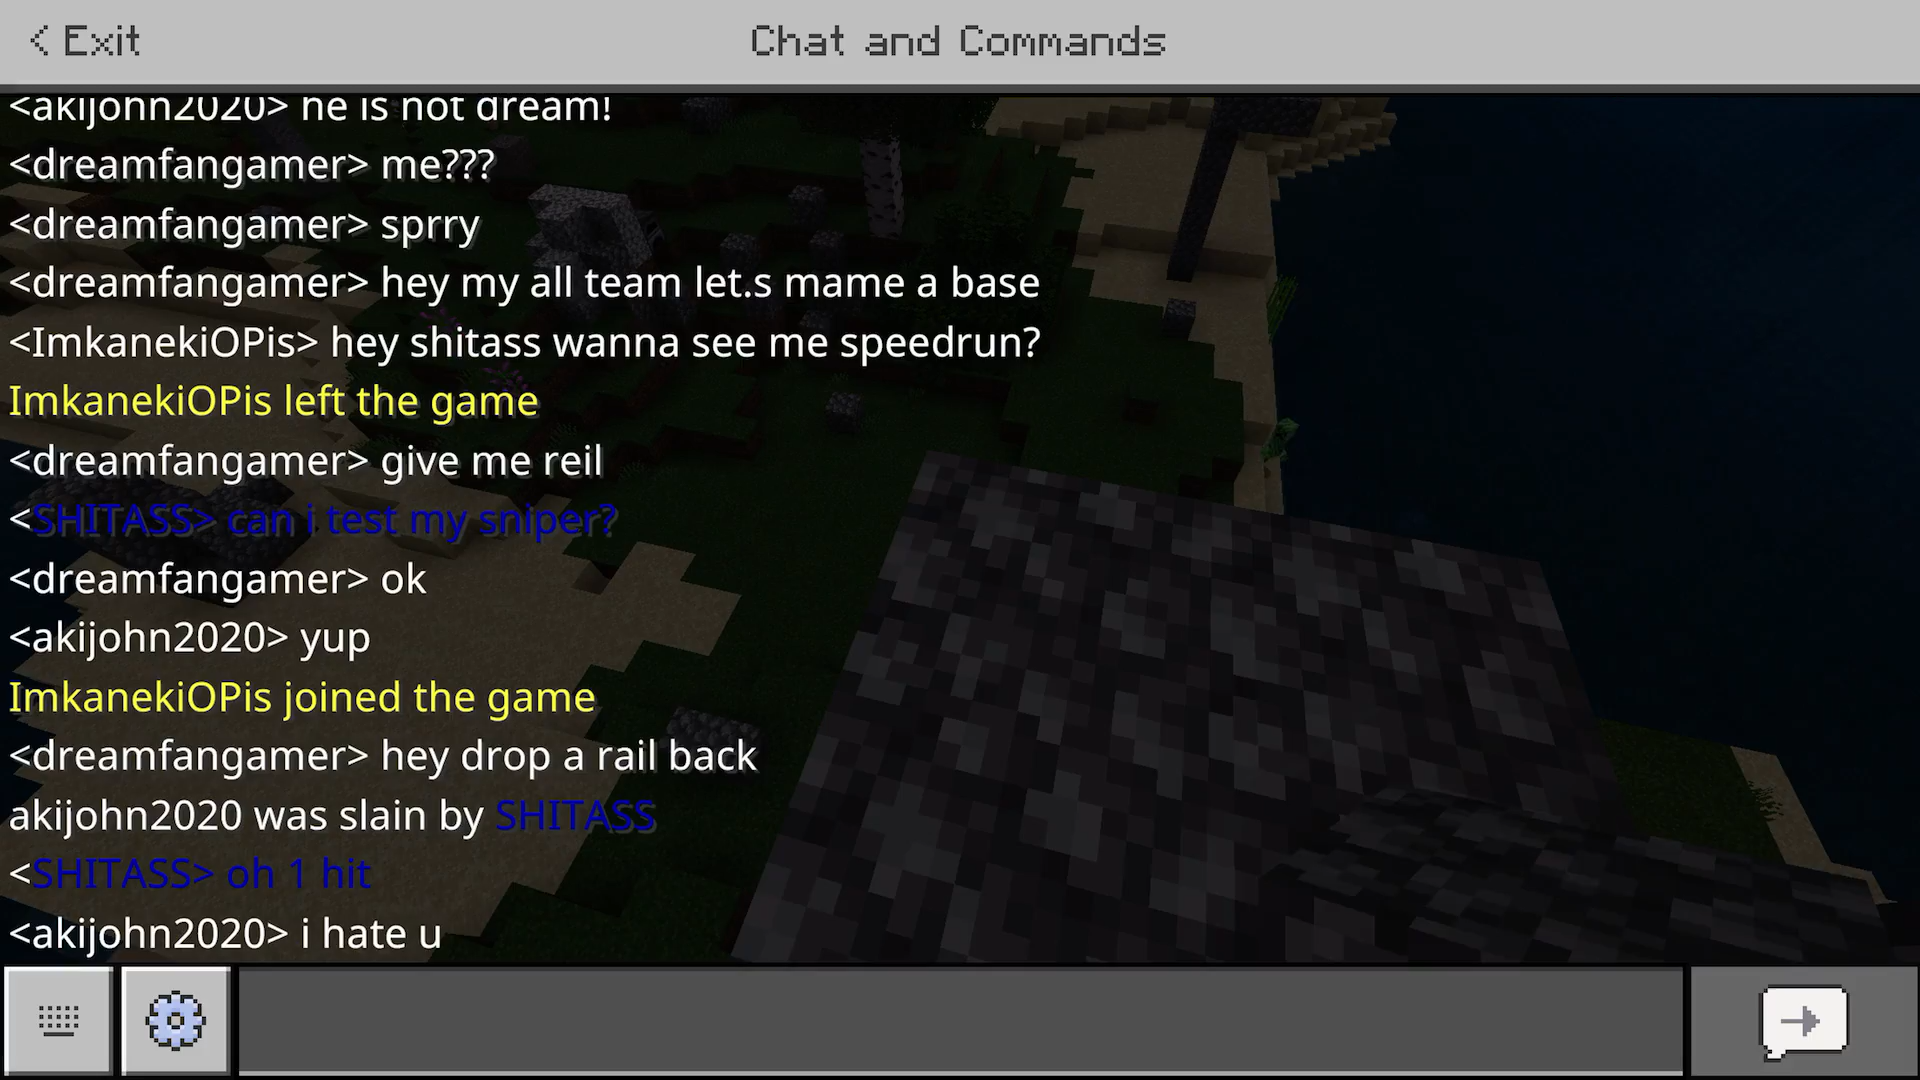 < Exit
Chat and Commands
<akijohn2020> he is not dream!
<dreamfangamer> me???
<dreamfangamer> sprry
<dreamfangamer> hey my all team let.s mame a base
<ImkanekiOPis> hey shitass wanna see me speedrun?
ImkanekiOPis left the game
<dreamfangamer> give me reil
<SHITASS> can i test my sniper?
<dreamfangamer> ok
<akijohn2020> yup
ImkanekiOPis joined the game
<dreamfangamer> hey drop a rail back
akijohn2020 was slain by SHITASS
<SHITASS> oh 1 hit
<akijohn2020> i hate u